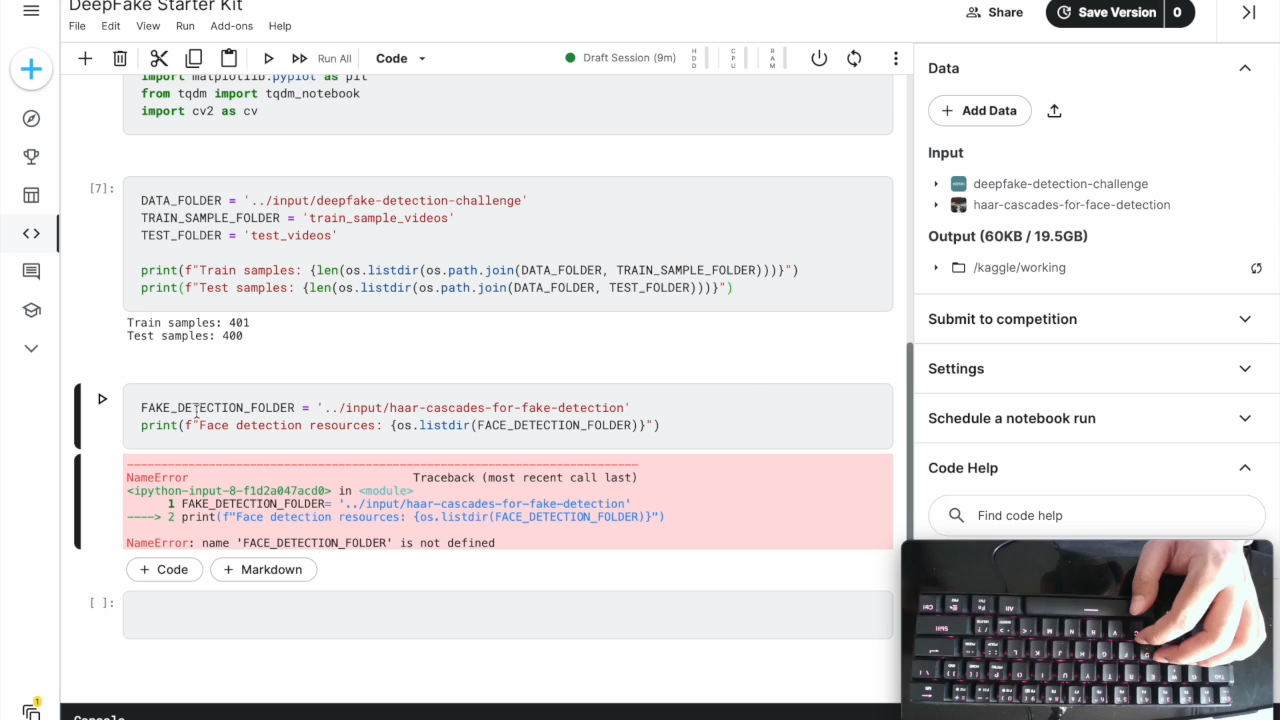 DeepFake Starter Kit
File Edit View Run Add-ons Help
Share
Save Version 0
Run All
Code
Draft Session (9m)
HDD
CPU
RAM
import matplotlib.pyplot as plt
from tqdm import tqdm_notebook
import cv2 as cv
[7]:
DATA_FOLDER = '../input/deepfake-detection-challenge'
TRAIN_SAMPLE_FOLDER = 'train_sample_videos'
TEST_FOLDER = 'test_videos'
print(f"Train samples: {len(os.listdir(os.path.join(DATA_FOLDER, TRAIN_SAMPLE_FOLDER)))}")
print(f"Test samples: {len(os.listdir(os.path.join(DATA_FOLDER, TEST_FOLDER)))}")
Train samples: 401
Test samples: 400
FAKE_DETECTION_FOLDER = '../input/haar-cascades-for-fake-detection'
print(f"Face detection resources: {os.listdir(FACE_DETECTION_FOLDER)}")
---------------------------------------------------------------------------
NameError Traceback (most recent call last)
<ipython-input-8-f1d2a047acd0> in <module>
1 FAKE_DETECTION_FOLDER= '../input/haar-cascades-for-fake-detection'
----> 2 print(f"Face detection resources: {os.listdir(FACE_DETECTION_FOLDER)}")
NameError: name 'FACE_DETECTION_FOLDER' is not defined
+ Code
+ Markdown
[ ]:
Console
Data
+ Add Data
Input
deepfake-detection-challenge
haar-cascades-for-face-detection
Output (60KB / 19.5GB)
/kaggle/working
Submit to competition
Settings
Schedule a notebook run
Code Help
Find code help
1